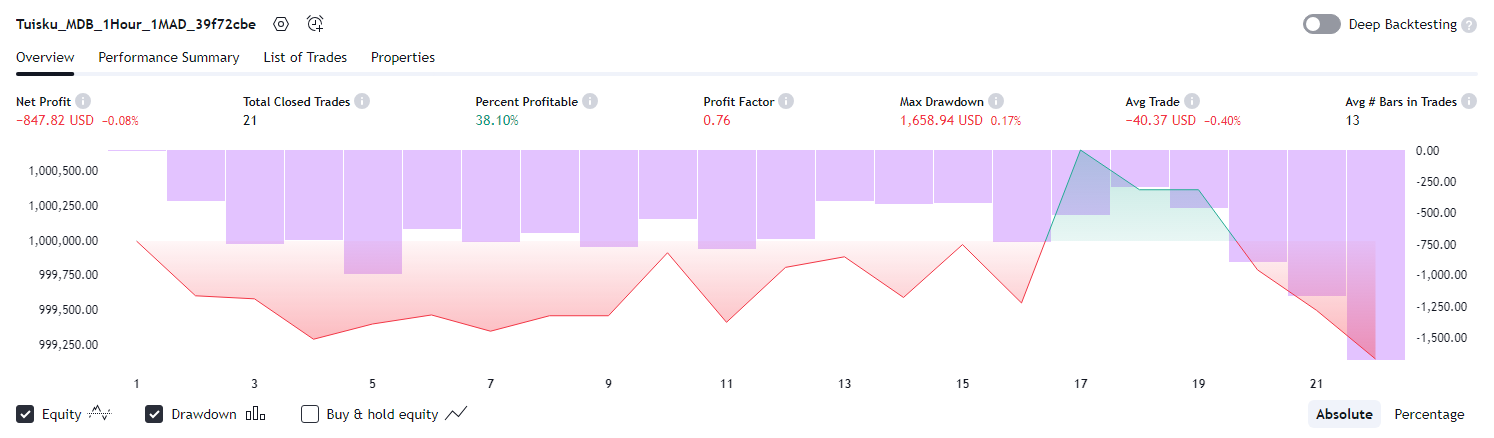 Tuisku_MDB_1Hour_1MAD_39f72cbe Deep Backtesting ?
Overview Performance Summary List of Trades Properties
Net Profit i Total Closed Trades i Percent Profitable i Profit Factor i Max Drawdown i Avg Trade i Avg # Bars in Trades i
−847.82 USD −0.08% 21 38.10% 0.76 1,658.94 USD 0.17% −40.37 USD −0.40% 13
0.00
1,000,500.00
-250.00
1,000,250.00
-500.00
1,000,000.00
-750.00
999,750.00 -1,000.00
999,500.00 -1,250.00
999,250.00 -1,500.00
1 3 5 7 9 11 13 15 17 19 21
Equity Drawdown Buy & hold equity Absolute Percentage